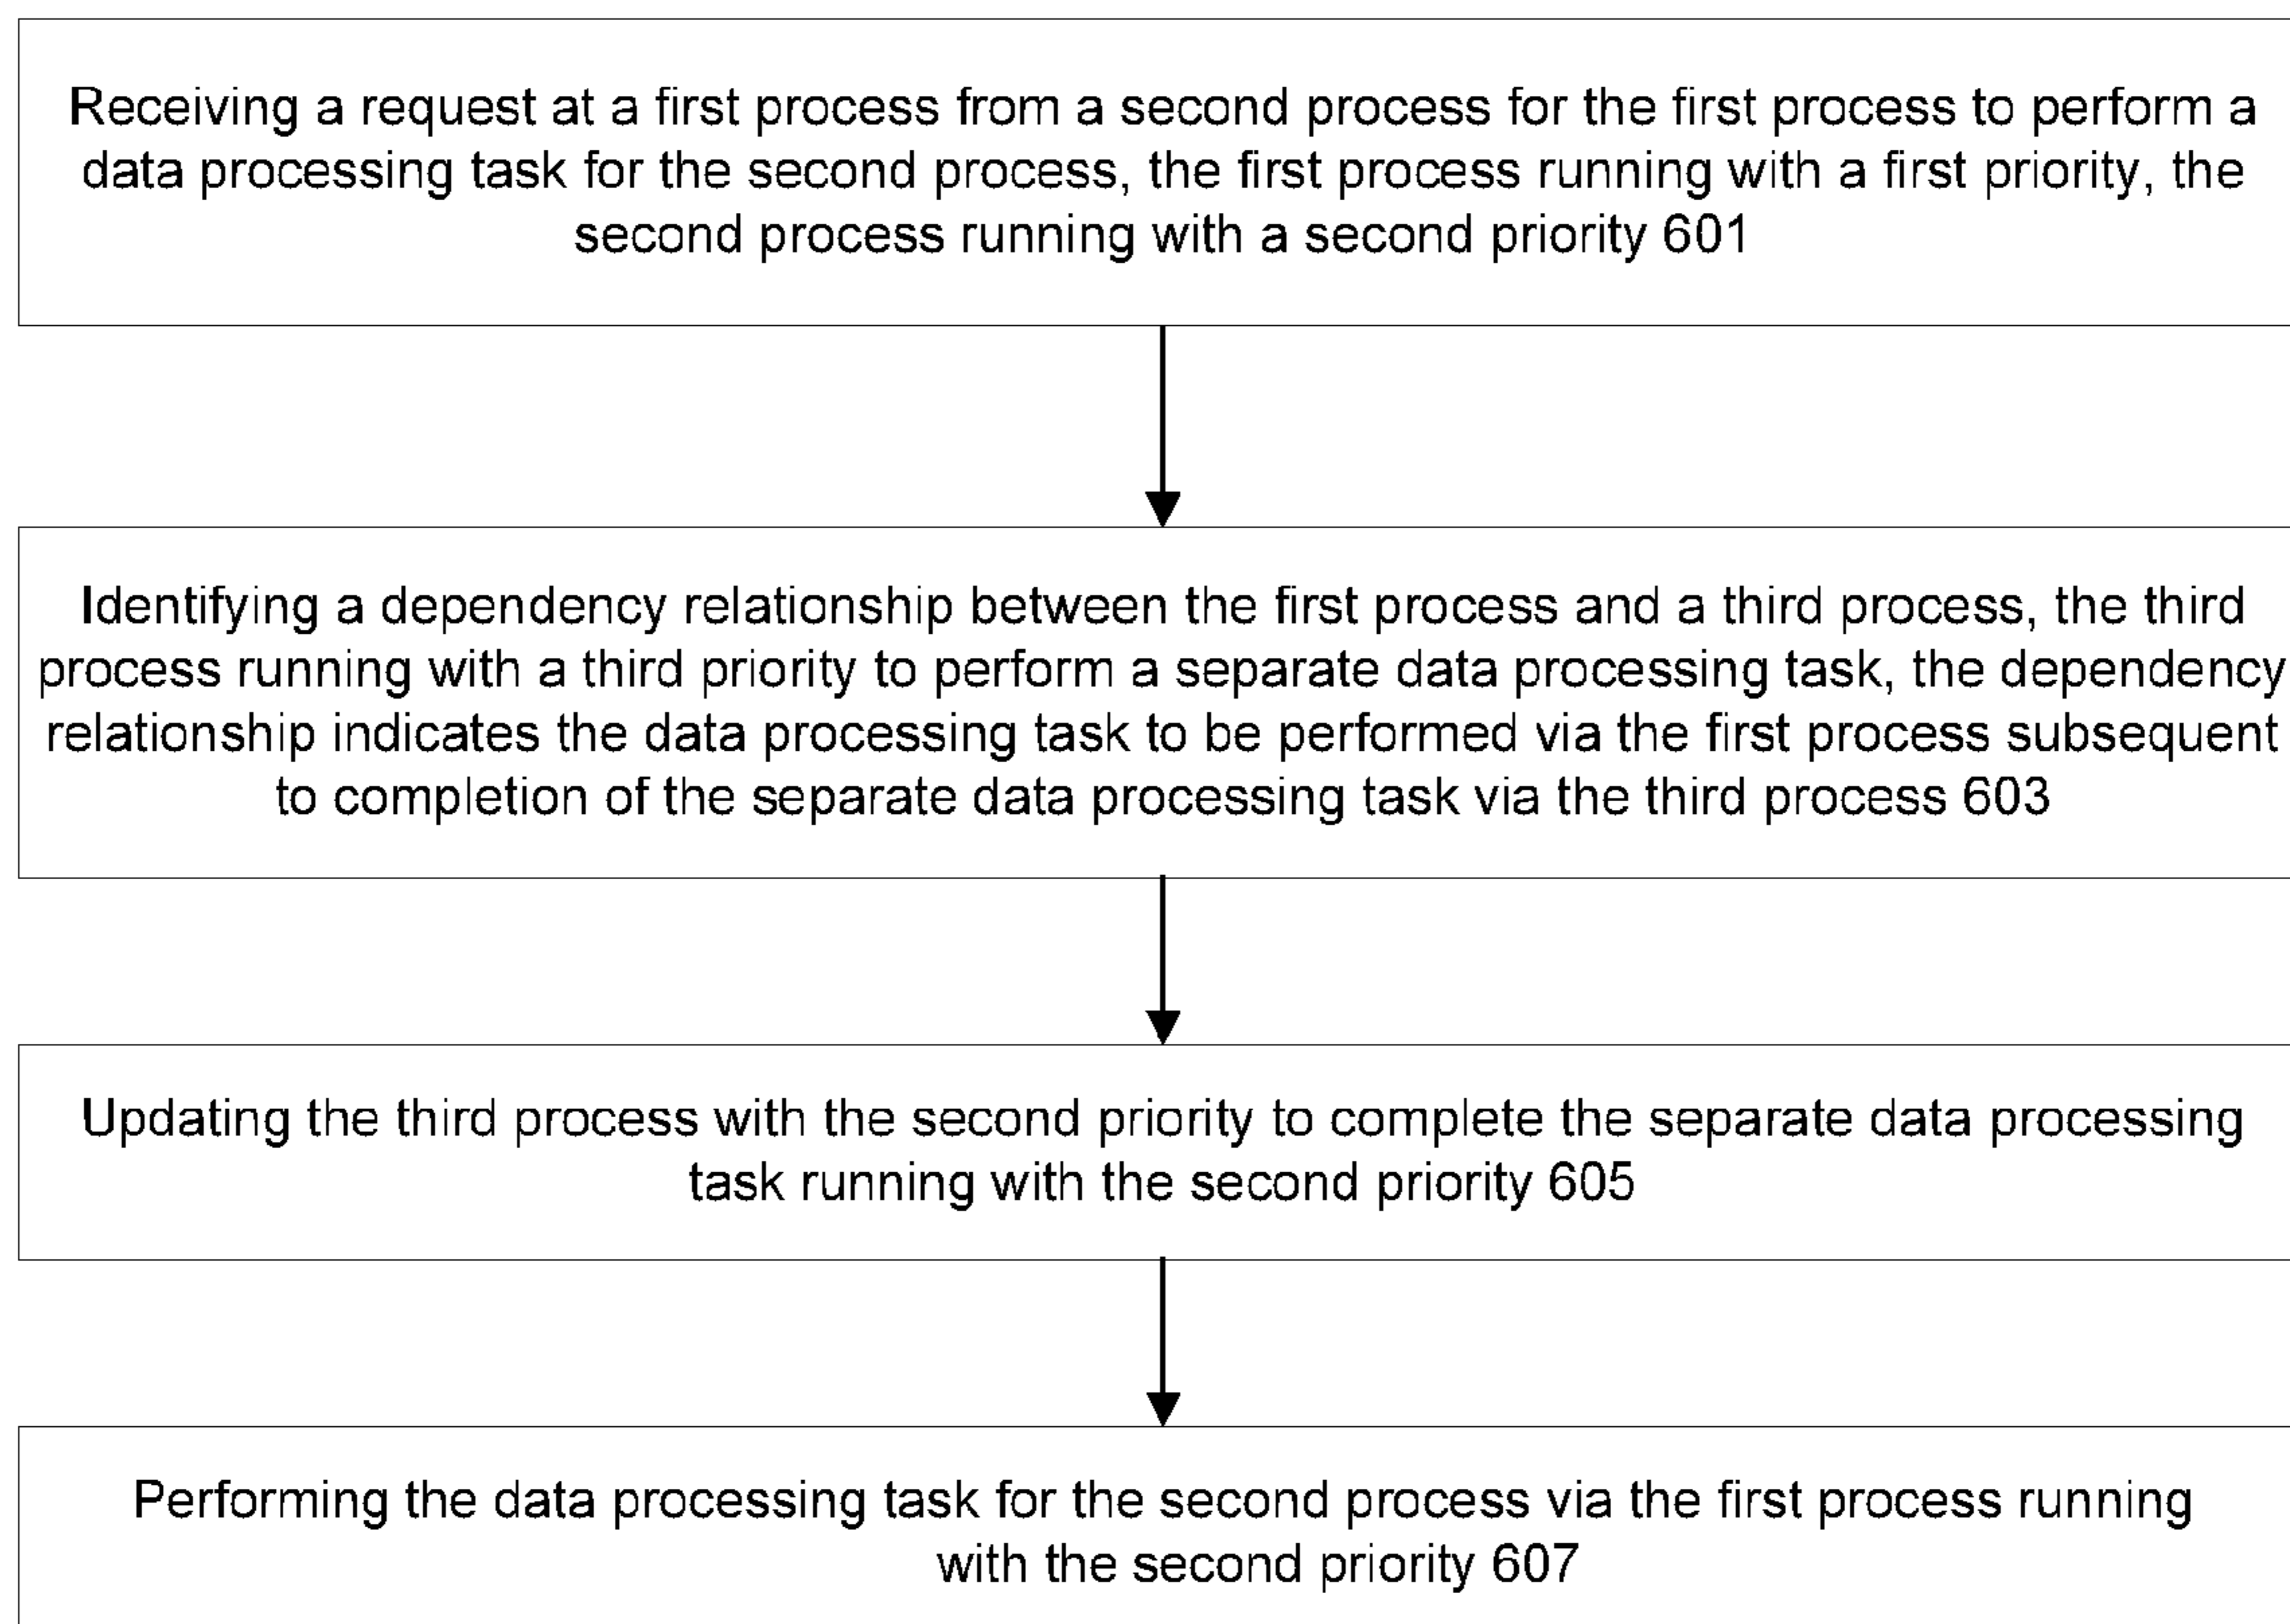 Receiving a request at a first process from a second process for the first process to perform a
data processing task for the second process, the first process running with a first priority, the
second process running with a second priority 601
Identifying a dependency relationship between the first process and a third process, the third
process running with a third priority to perform a separate data processing task, the dependency
relationship indicates the data processing task to be performed via the first process subsequent
to completion of the separate data processing task via the third process 603
Updating the third process with the second priority to complete the separate data processing
task running with the second priority 605
Performing the data processing task for the second process via the first process running
with the second priority 607